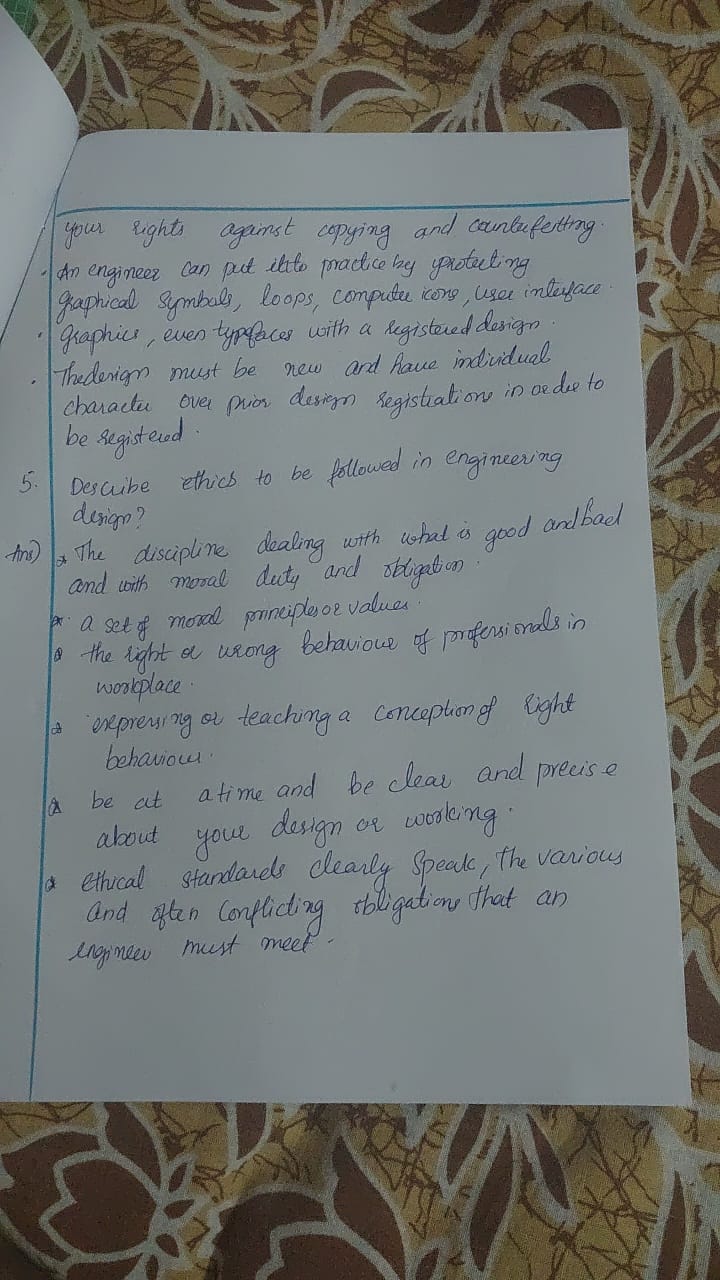 your rights against copying and counterfeitting.
. An engineer can put it to practice by protecting
graphical symbols, loops, computer icons, user interface.
. graphics, even typefaces with a registered design.
. The design must be new and have individual
character over prior design registrations in order to
be registered.
5. Describe ethics to be followed in engineering
design?
Ans) * The discipline dealing with what is good and bad
and with moral duty and obligation.
* a set of moral principles or values.
* the right or wrong behaviour of professionals in
workplace.
* expressing or teaching a conception of right
behaviour.
* be at a time and be clear and precise
about your design or working.
* ethical standards clearly speak, the various
and often conflicting obligations that an
engineer must meet.